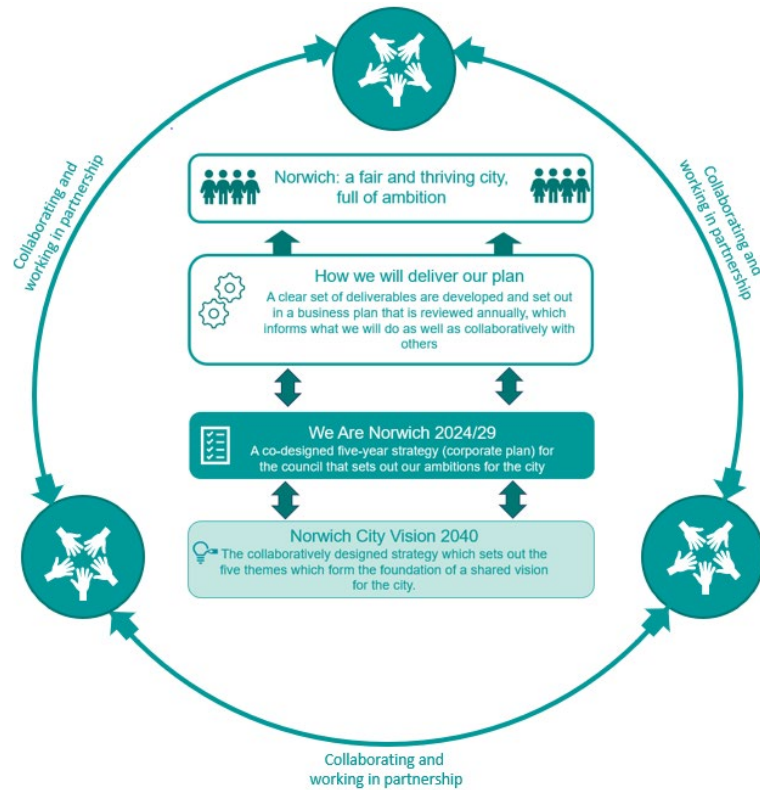 Norwich: a fair and thriving city,
full of ambition
How we will deliver our plan
A clear set of deliverables are developed and set out
in a business plan that is reviewed annually, which
informs what we will do as well as collaboratively with
others
We Are Norwich 2024/29
A co-designed five-year strategy (corporate plan) for
the council that sets out our ambitions for the city
Norwich City Vision 2040
The collaboratively designed strategy which sets out the
five themes which form the foundation of a shared vision
for the city.
Collaborating and
working in partnership
Collaborating and
working in partnership
Collaborating and
working in partnership